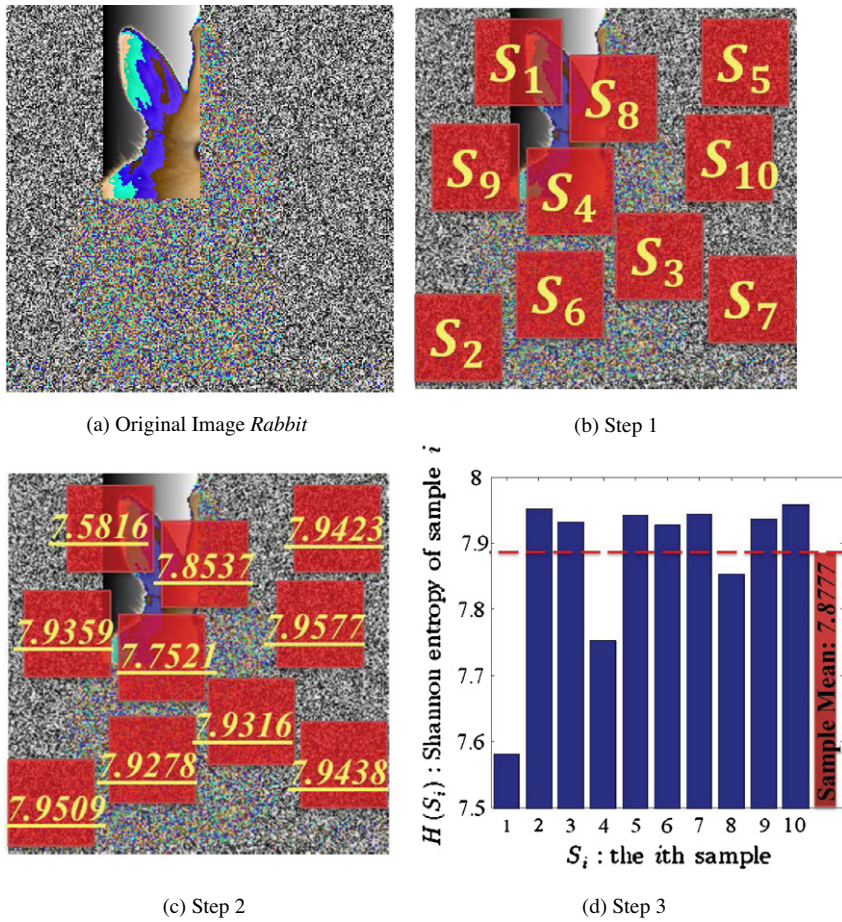 S₁
S₅
S₈
S₉
S₁₀
S₄
S₃
S₆
S₇
S₂
(a) Original Image Rabbit
(b) Step 1
7.5816
7.9423
7.8537
7.9359
7.9577
7.7521
7.9316
7.9278
7.9438
7.9509
(c) Step 2
H (Sᵢ) : Shannon entropy of sample i
8
7.9
7.8
7.7
7.6
7.5
Sample Mean: 7.8777
1 2 3 4 5 6 7 8 9 10
Sᵢ : the ith sample
(d) Step 3